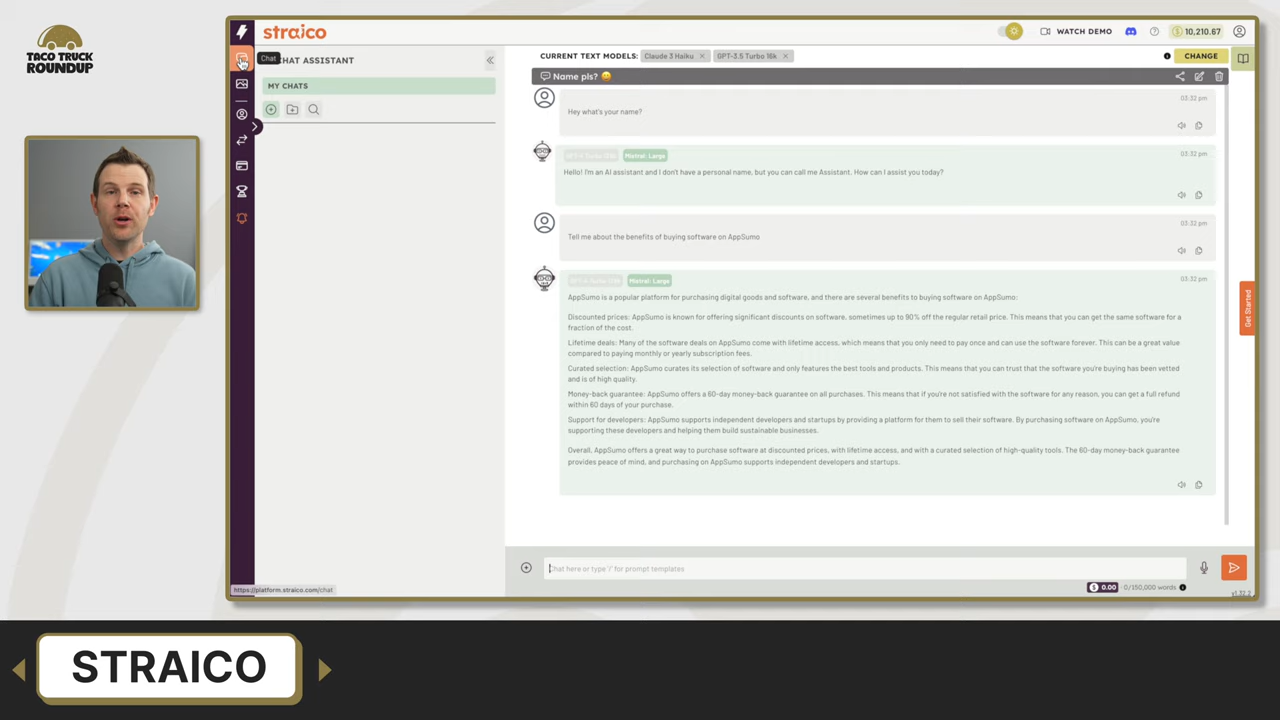 TACO TRUCK
ROUNDUP
straico
WATCH DEMO
10,210.67
Chat
CHAT ASSISTANT
MY CHATS
CURRENT TEXT MODELS: Claude 3 Haiku × GPT-3.5 Turbo 16k ×
CHANGE
Name pls? 😄
03:32 pm
Hey what's your name?
Mistral: Large
03:32 pm
Hello! I'm an AI assistant and I don't have a personal name, but you can call me Assistant. How can I assist you today?
03:32 pm
Tell me about the benefits of buying software on AppSumo
Mistral: Large
03:32 pm
AppSumo is a popular platform for purchasing digital goods and software, and there are several benefits to buying software on AppSumo:
Discounted prices: AppSumo is known for offering significant discounts on software, sometimes up to 90% off the regular retail price. This means that you can get the same software for a
fraction of the cost.
Lifetime deals: Many of the software deals on AppSumo come with lifetime access, which means that you only need to pay once and can use the software forever. This can be a great value
compared to paying monthly or yearly subscription fees.
Curated selection: AppSumo curates its selection of software and only features the best tools and products. This means that you can trust that the software you're buying has been vetted
and is of high quality.
Money-back guarantee: AppSumo offers a 60-day money-back guarantee on all purchases. This means that if you're not satisfied with the software for any reason, you can get a full refund
within 60 days of your purchase.
Support for developers: AppSumo supports independent developers and startups by providing a platform for them to sell their software. By purchasing software on AppSumo, you're
supporting these developers and helping them build sustainable businesses.
Overall, AppSumo offers a great way to purchase software at discounted prices, with lifetime access, and with a curated selection of high-quality tools. The 60-day money-back guarantee
provides peace of mind, and purchasing on AppSumo supports independent developers and startups.
Get Started
Chat here or type '/' for prompt templates
https://platform.straico.com/chat
0.00 · 0/150,000 words
v1.32.2
STRAICO